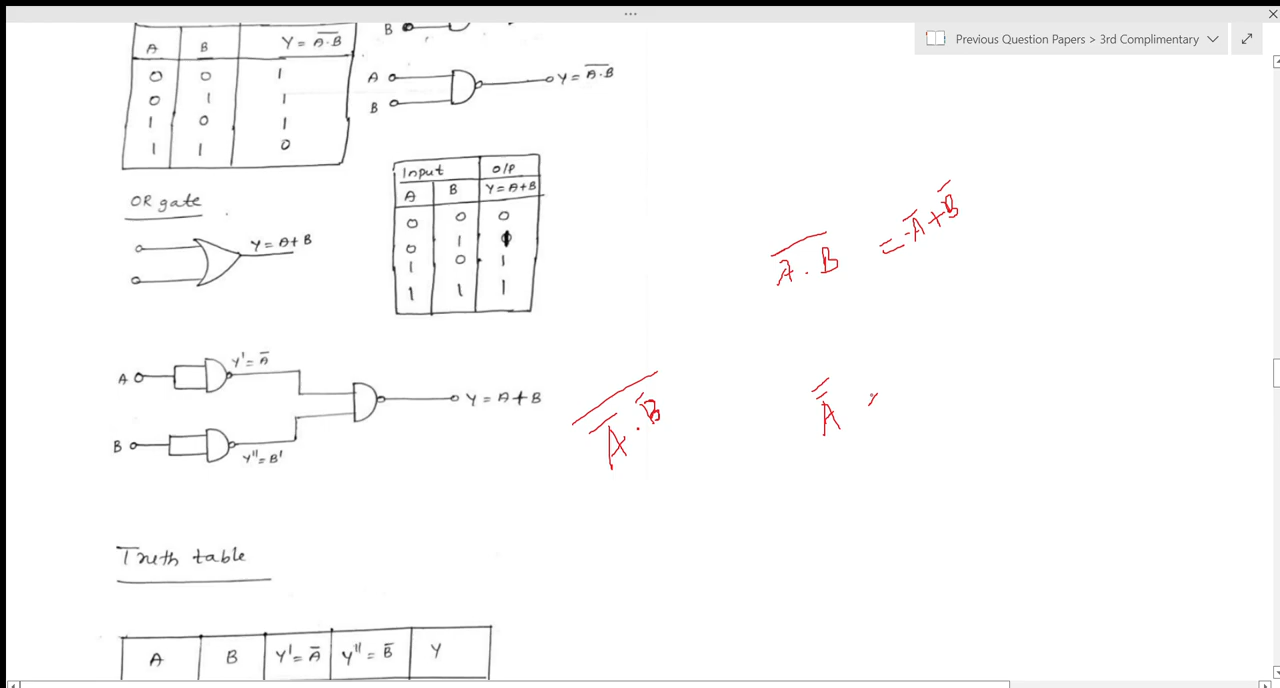 Previous Question Papers > 3rd Complimentary
A B Y = A̅·̅B̅
0 0 1
0 1 1
1 0 1
1 1 0
B
A
B
Y = A̅·̅B̅
OR gate
Y = A+B
Input O/P
A B Y = A+B
0 0 0
0 1
1 0 1
1 1 1
A̅·̅B̅ = A̅+B̅
A
Y' = A̅
B
Y'' = B'
Y = A+B
A̿·̿B̿
A̿ =
Truth table
A B Y' = A̅ Y'' = B̅ Y